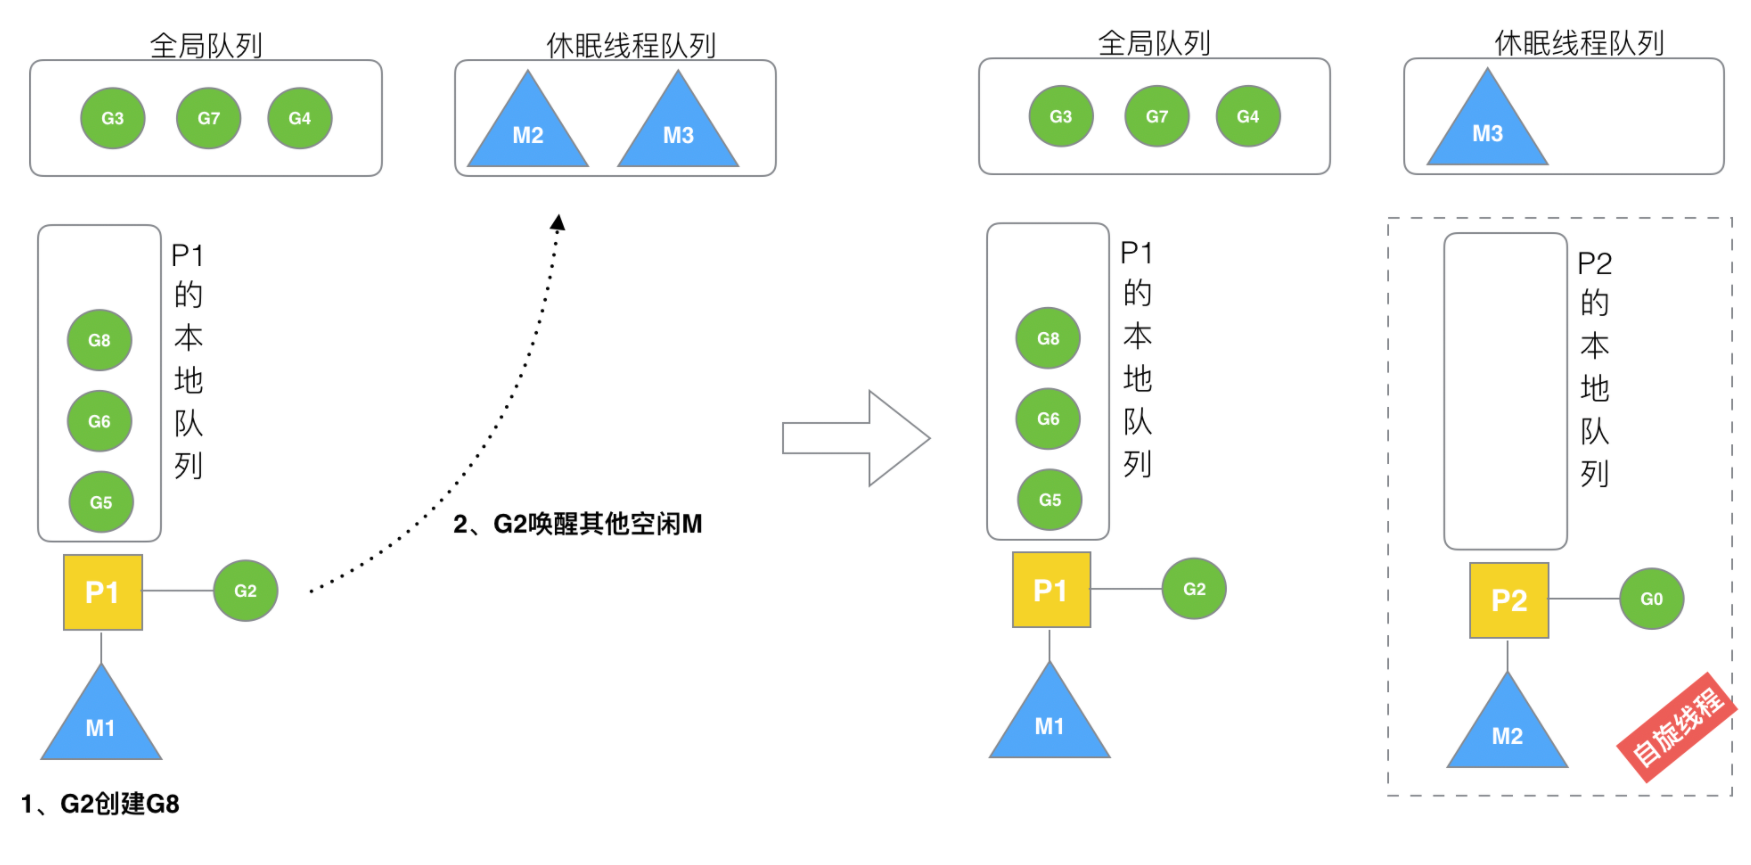 全局队列
G3 G7 G4
休眠线程队列
M2 M3
P1的本地队列
G8
G6
G5
P1
G2
M1
1、G2创建G8
2、G2唤醒其他空闲M
全局队列
G3 G7 G4
休眠线程队列
M3
P1的本地队列
G8
G6
G5
P1
G2
M1
P2的本地队列
P2
G0
M2
自旋线程